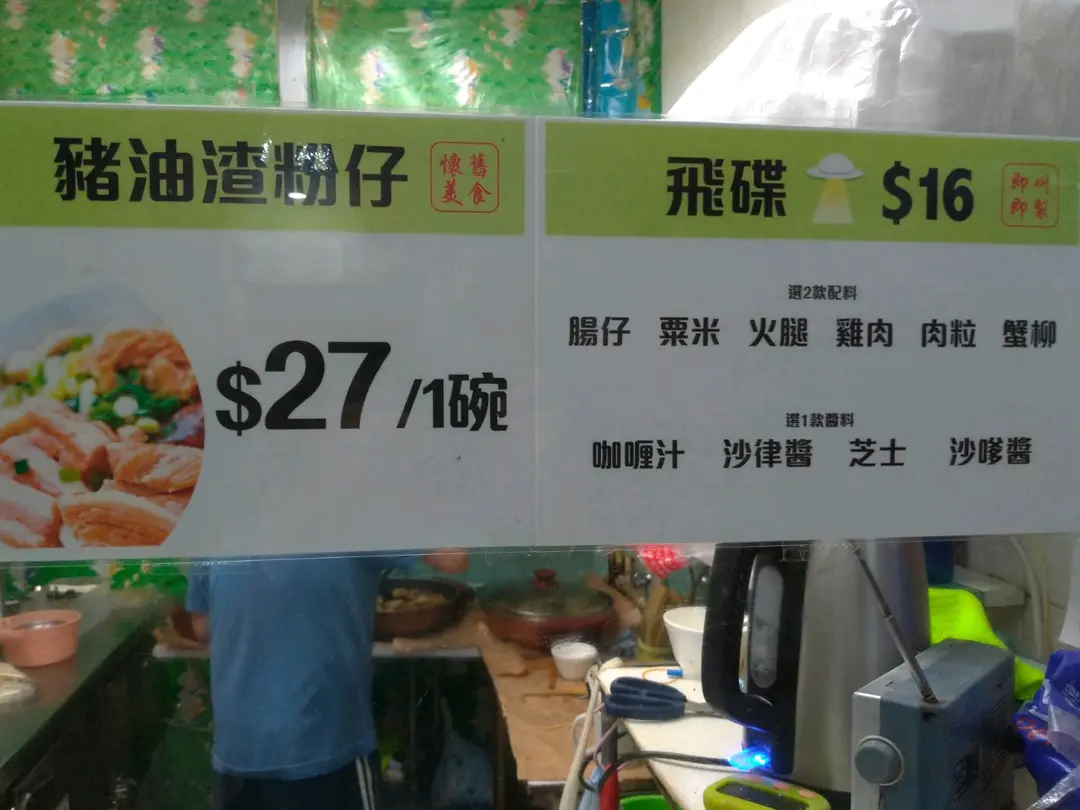 豬油渣粉仔
懷舊
美食
$27/1碗
飛碟 $16
即叫
即製
選2款配料
腸仔 粟米 火腿 雞肉 肉粒 蟹柳
選1款醬料
咖喱汁 沙律醬 芝士 沙嗲醬